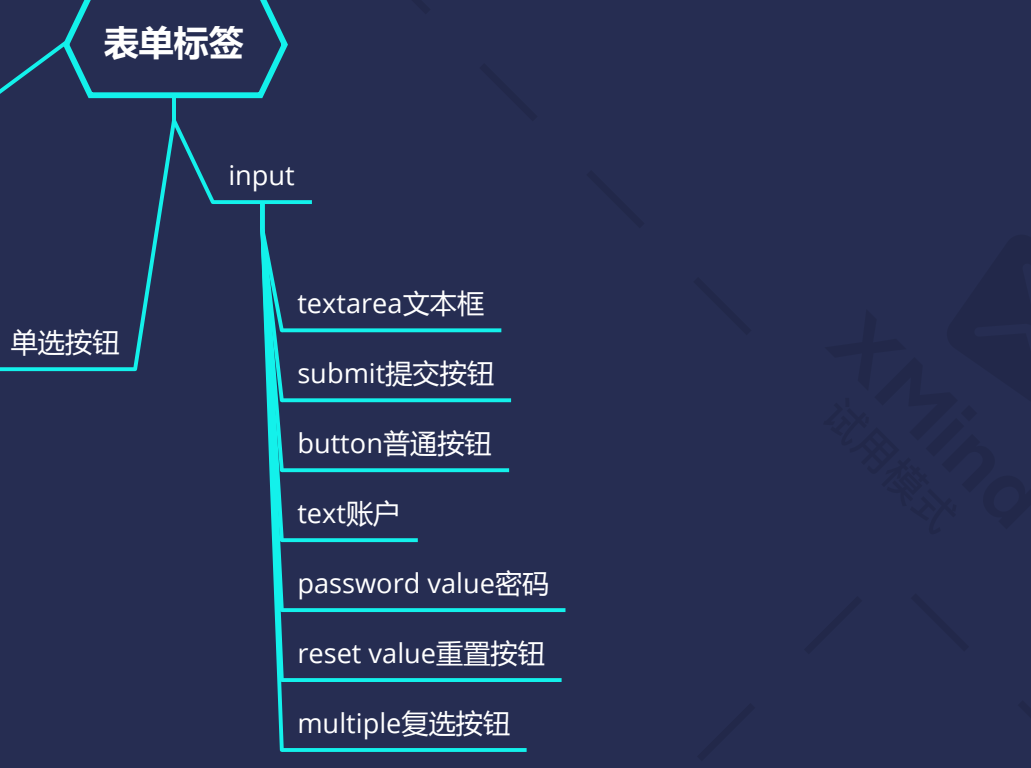 表单标签
input
textarea文本框
单选按钮
submit提交按钮
button普通按钮
text账户
password value密码
reset value重置按钮
multiple复选按钮
XMind
试用模式